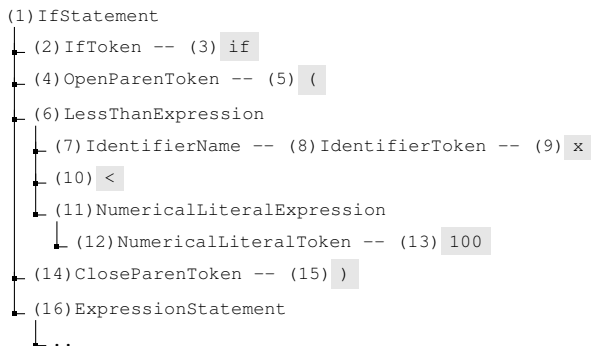 (1)IfStatement
(2)IfToken -- (3) if
(4)OpenParenToken -- (5) (
(6)LessThanExpression
(7)IdentifierName -- (8)IdentifierToken -- (9) x
(10) <
(11)NumericalLiteralExpression
(12)NumericalLiteralToken -- (13) 100
(14)CloseParenToken -- (15) )
(16)ExpressionStatement
..